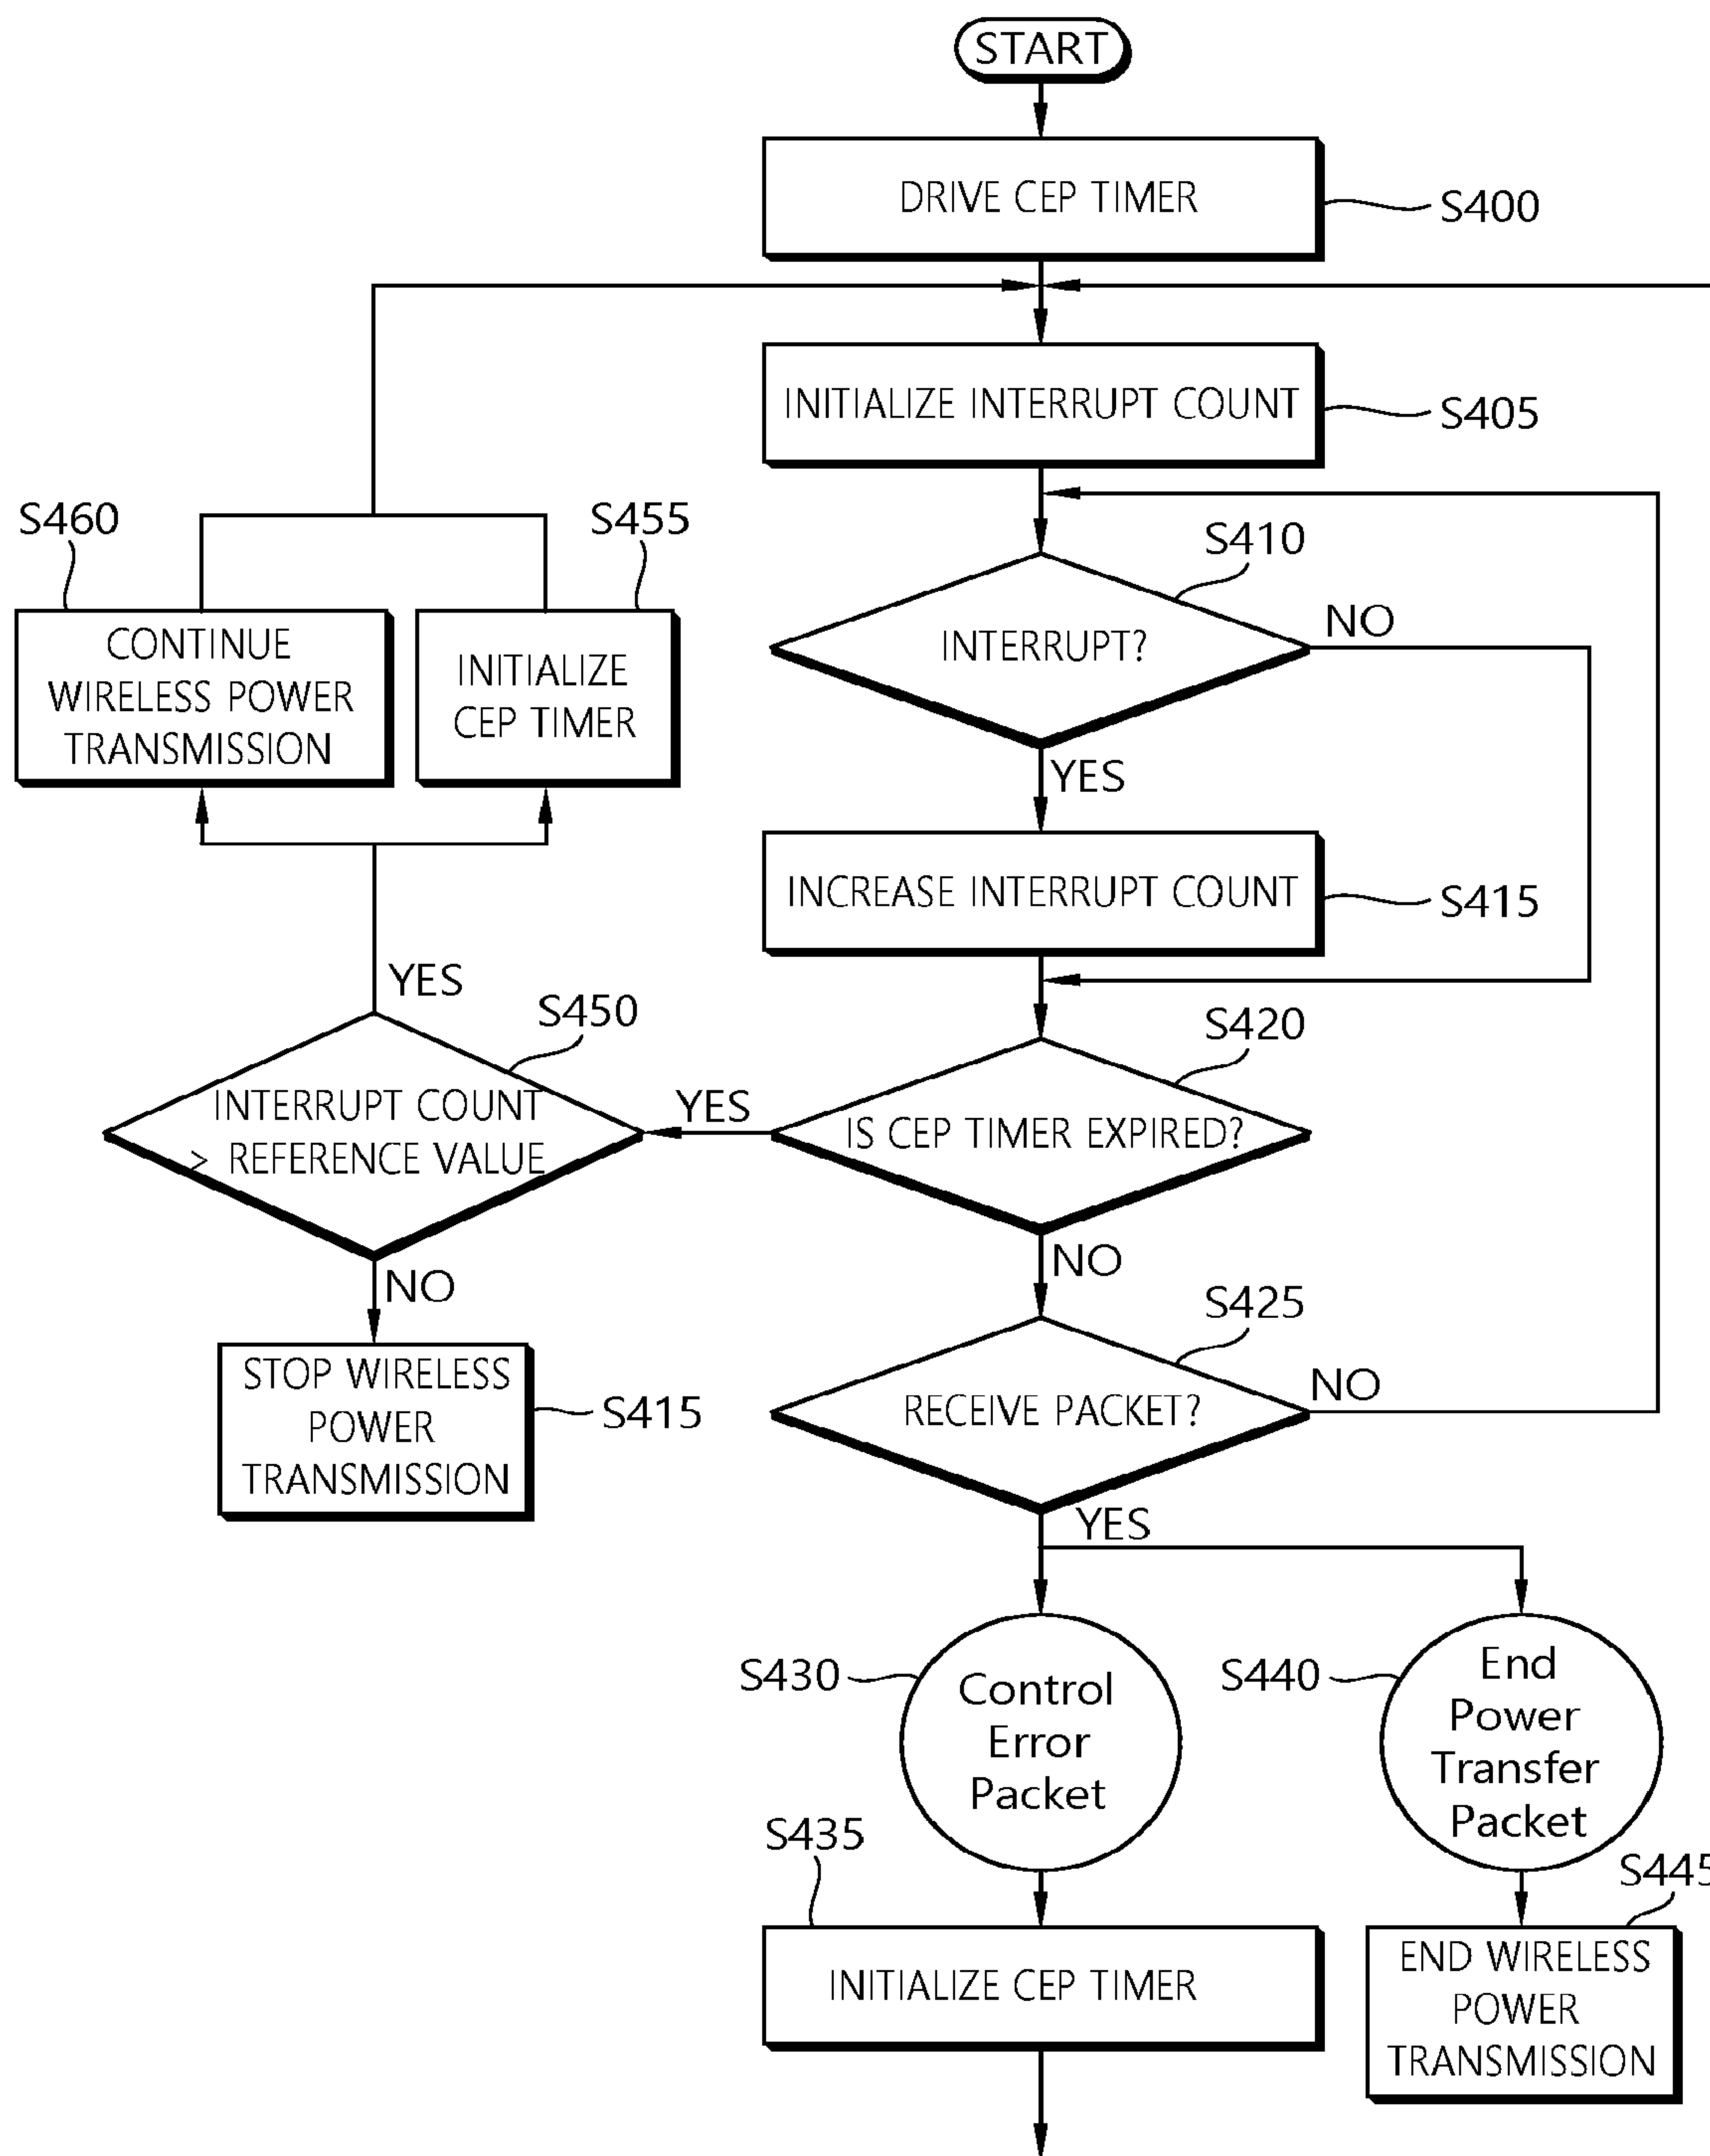 START
DRIVE CEP TIMER
S400
INITIALIZE INTERRUPT COUNT
S405
S460
S455
S410
CONTINUE
WIRELESS POWER
TRANSMISSION
INITIALIZE
CEP TIMER
INTERRUPT?
NO
YES
INCREASE INTERRUPT COUNT
S415
YES
S450
S420
INTERRUPT COUNT
> REFERENCE VALUE
YES
IS CEP TIMER EXPIRED?
NO
NO
S425
STOP WIRELESS
POWER
TRANSMISSION
S415
RECEIVE PACKET?
NO
YES
S430
Control
Error
Packet
S440
End
Power
Transfer
Packet
S435
S445
INITIALIZE CEP TIMER
END WIRELESS
POWER
TRANSMISSION